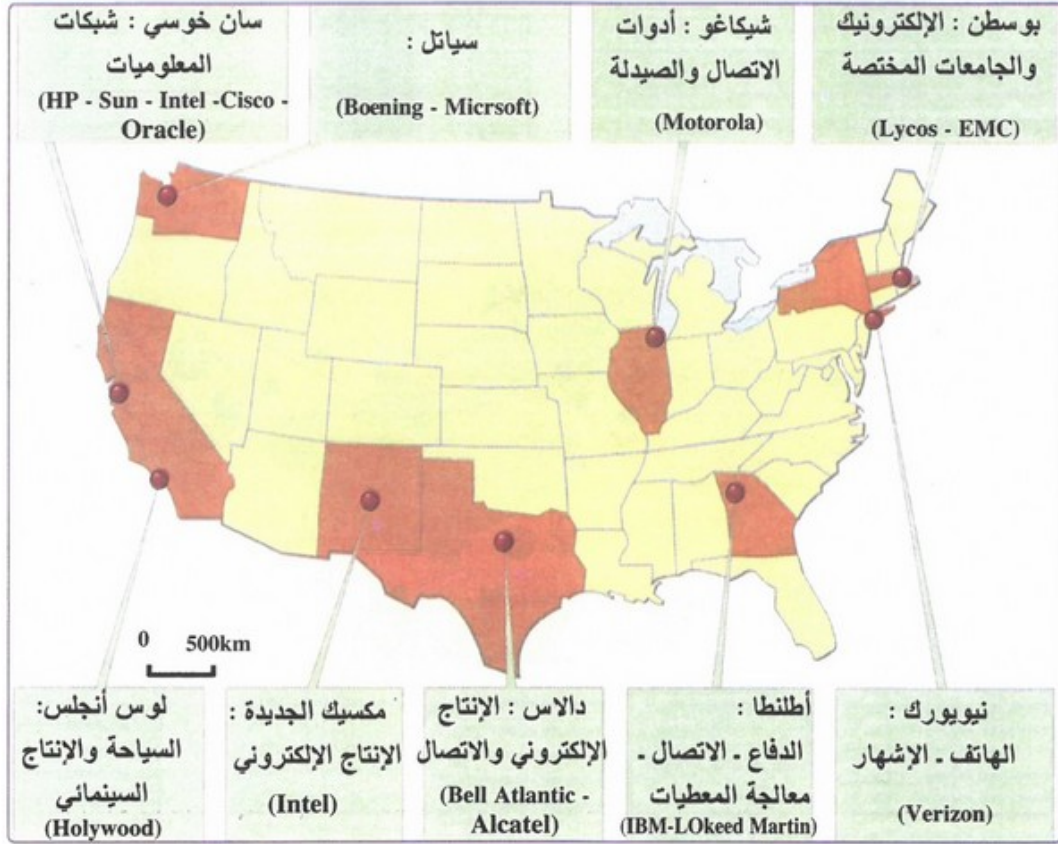 بوسطن : الإلكترونيك
والجامعات المختصة
(Lycos - EMC)
شيكاغو : أدوات
الاتصال والصيدلة
(Motorola)
سياتل :
(Boening - Micrsoft)
سان خوسي : شبكات
المعلوميات
(HP - Sun - Intel -Cisco -
Oracle)
0 500km
نيويورك :
الهاتف ـ الإشهار
(Verizon)
أطلنطا :
الدفاع ـ الاتصال ـ
معالجة المعطيات
(IBM-LOkeed Martin)
دالاس : الإنتاج
الإلكتروني والاتصال
(Bell Atlantic -
Alcatel)
مكسيك الجديدة :
الإنتاج الإلكتروني
(Intel)
لوس أنجلس:
السياحة والإنتاج
السينمائي
(Holywood)